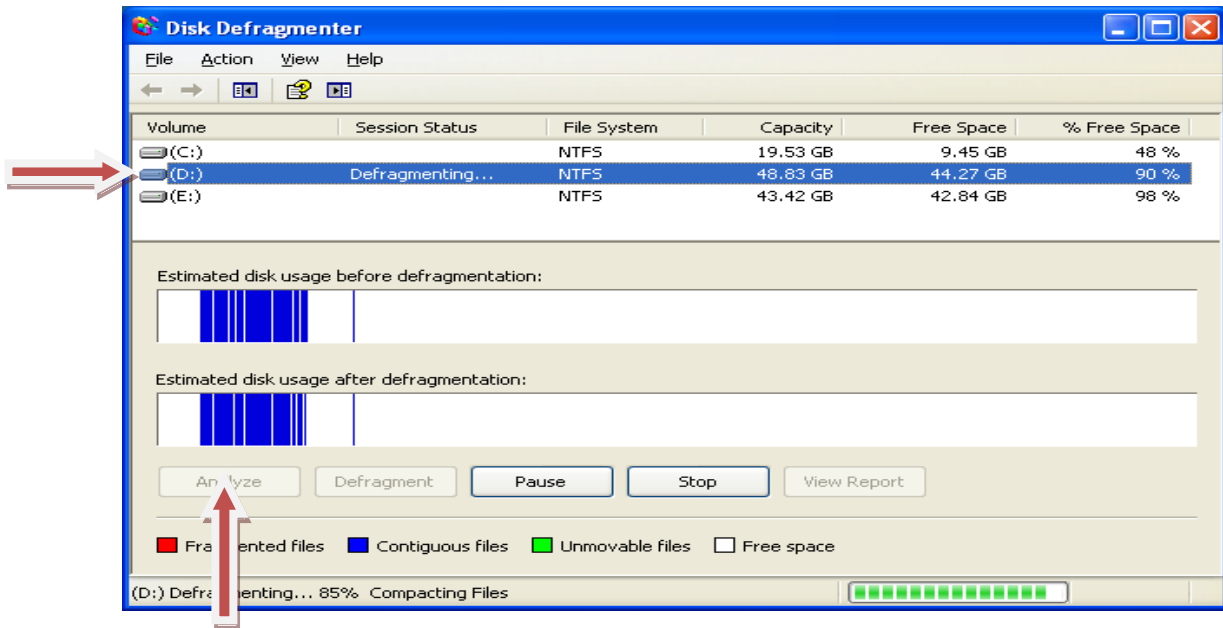 Disk Defragmenter
File Action View Help
Volume Session Status File System Capacity Free Space % Free Space
(C:) NTFS 19.53 GB 9.45 GB 48 %
(D:) Defragmenting... NTFS 48.83 GB 44.27 GB 90 %
(E:) NTFS 43.42 GB 42.84 GB 98 %
Estimated disk usage before defragmentation:
Estimated disk usage after defragmentation:
Analyze Defragment Pause Stop View Report
Fragmented files Contiguous files Unmovable files Free space
(D:) Defragmenting... 85% Compacting Files